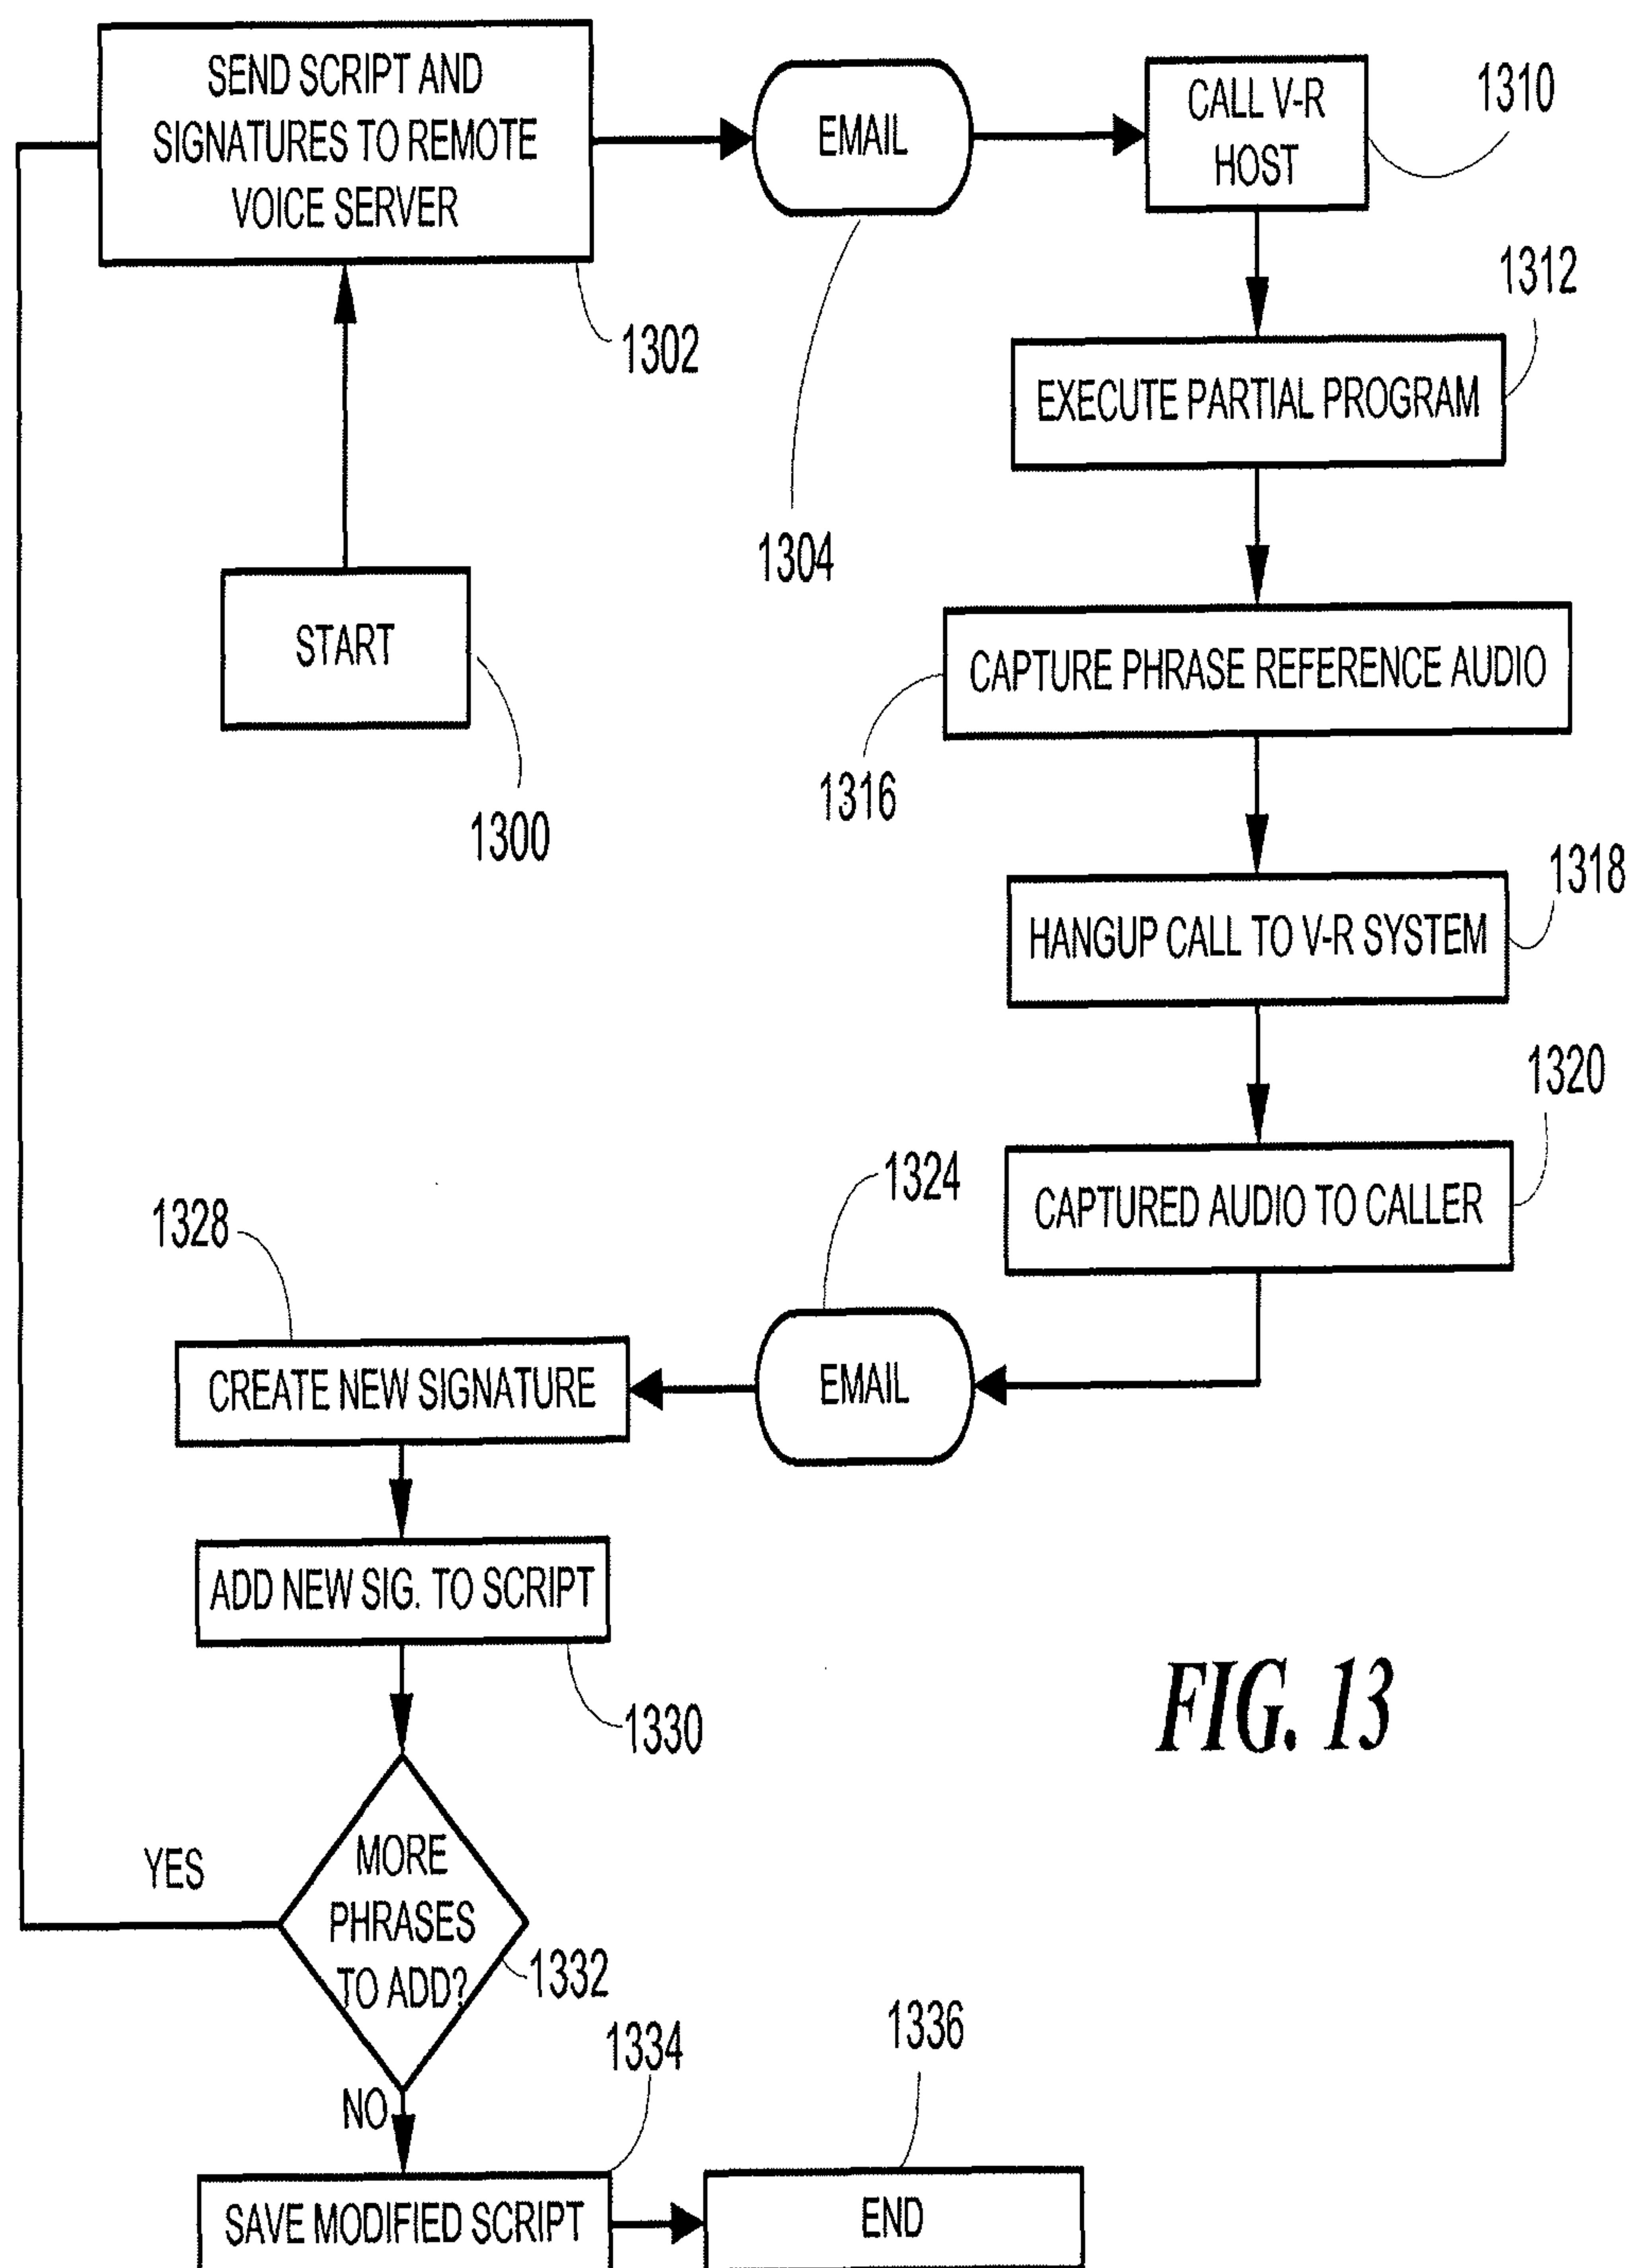 SEND SCRIPT AND
SIGNATURES TO REMOTE
VOICE SERVER
1302
EMAIL
1304
CALL V-R
HOST
1310
EXECUTE PARTIAL PROGRAM
1312
START
1300
CAPTURE PHRASE REFERENCE AUDIO
1316
HANGUP CALL TO V-R SYSTEM
1318
CAPTURED AUDIO TO CALLER
1320
EMAIL
1324
CREATE NEW SIGNATURE
1328
ADD NEW SIG. TO SCRIPT
1330
FIG. 13
MORE
PHRASES
TO ADD?
1332
YES
NO
SAVE MODIFIED SCRIPT
1334
END
1336